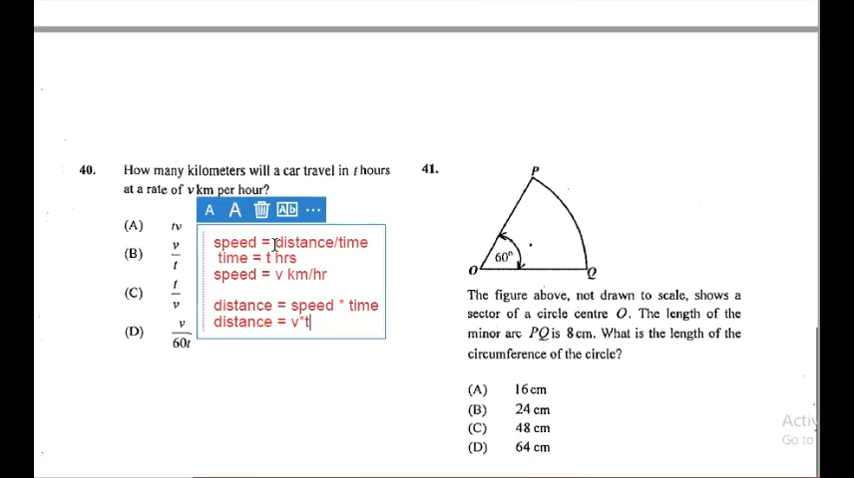 40.
How many kilometers will a car travel in t hours
at a rate of v km per hour?
(A) tv
(B) v/t
(C) t/v
(D) v/60t
A A Ab ...
speed = distance/time
time = t hrs
speed = v km/hr
distance = speed * time
distance = v*t
41.
P
60°
O
Q
The figure above, not drawn to scale, shows a
sector of a circle centre O. The length of the
minor arc PQ is 8 cm. What is the length of the
circumference of the circle?
(A) 16 cm
(B) 24 cm
(C) 48 cm
(D) 64 cm
Go to